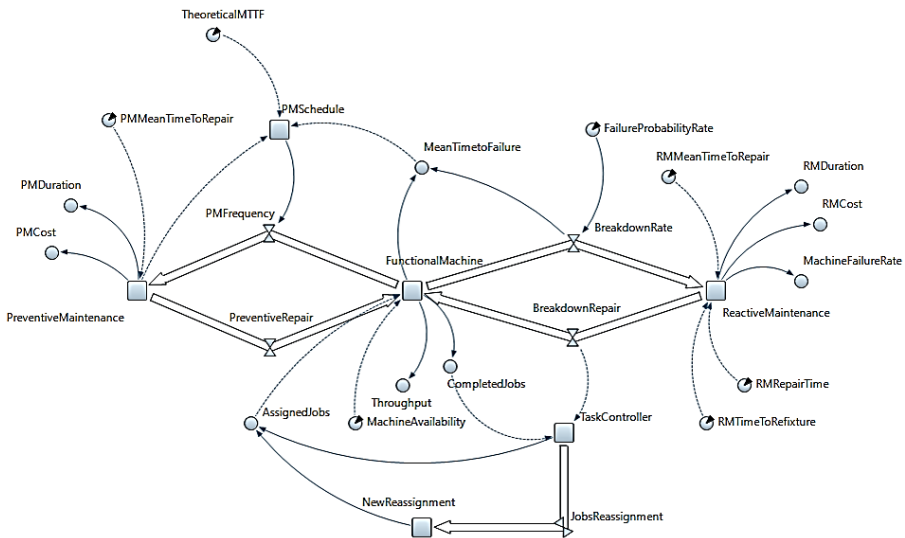 TheoreticalMTTF
PMSchedule
PMMeanTimeToRepair
FailureProbabilityRate
MeanTimetoFailure
RMMeanTimeToRepair
RMDuration
PMDuration
RMCost
PMFrequency
BreakdownRate
PMCost
FunctionalMachine
MachineFailureRate
PreventiveMaintenance
PreventiveRepair
BreakdownRepair
ReactiveMaintenance
CompletedJobs
RMRepairTime
Throughput
AssignedJobs
MachineAvailability
TaskController
RMTimeToRefixture
NewReassignment
JobsReassignment